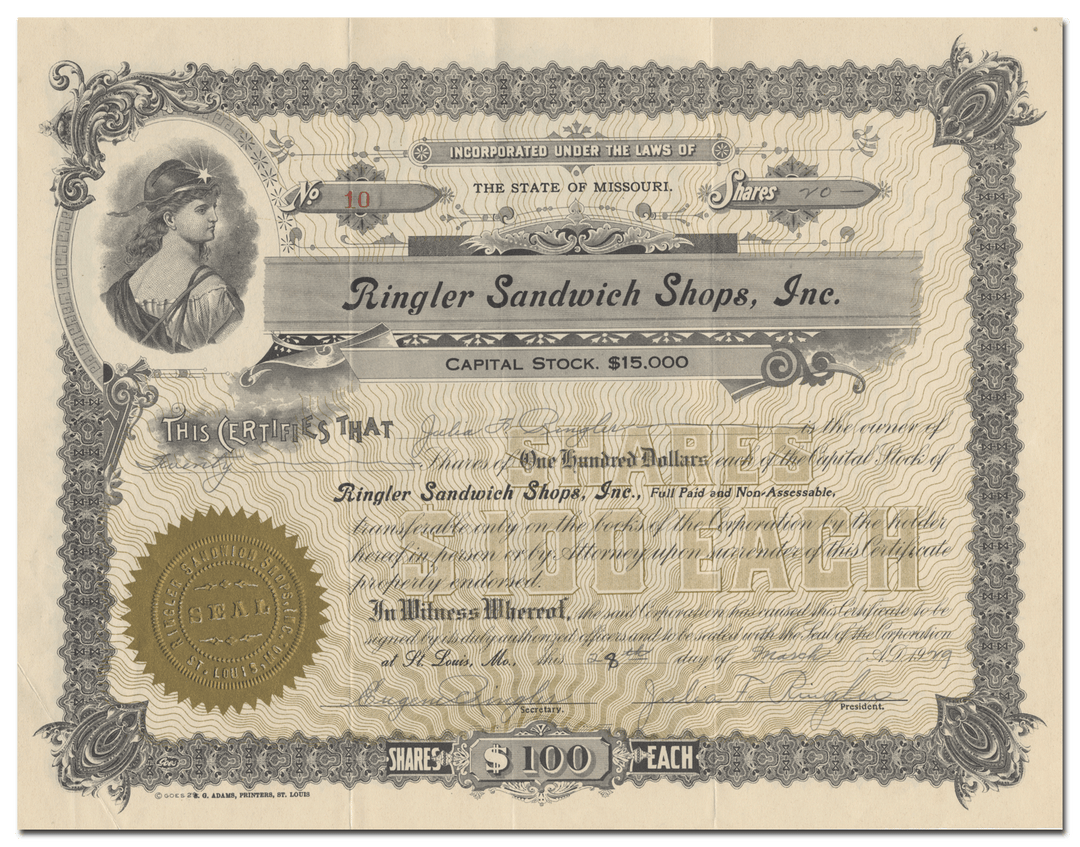 INCORPORATED UNDER THE LAWS OF
THE STATE OF MISSOURI.
No 10
Shares 20 —
Ringler Sandwich Shops, Inc.
CAPITAL STOCK. $15,000
THIS CERTIFIES THAT Julia F. Ringler is the owner of
Twenty Shares of One Hundred Dollars each of the Capital Stock of
Ringler Sandwich Shops, Inc., Full Paid and Non-Assessable,
transferable only on the books of the Corporation by the holder
hereof in person or by Attorney upon surrender of this Certificate
properly endorsed.
In Witness Whereof, the said Corporation has caused this Certificate to be
signed by its duly authorized officers and to be sealed with the Seal of the Corporation
at St. Louis, Mo., this 28th day of March A.D. 1929
Eugene Ringler Julia F Ringler
Secretary. President.
SHARES
$100 EACH
RINGLER SANDWICH SHOPS, INC.
SEAL
ST. LOUIS
SHARES $100 EACH
Goes
© GOES S. G. ADAMS, PRINTERS, ST. LOUIS